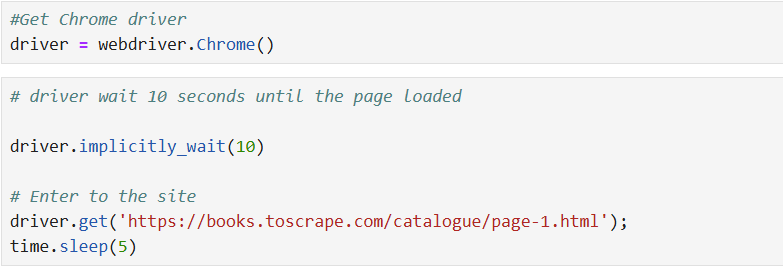 #Get Chrome driver
driver = webdriver.Chrome()
# driver wait 10 seconds until the page loaded
driver.implicitly_wait(10)
# Enter to the site
driver.get('https://books.toscrape.com/catalogue/page-1.html');
time.sleep(5)